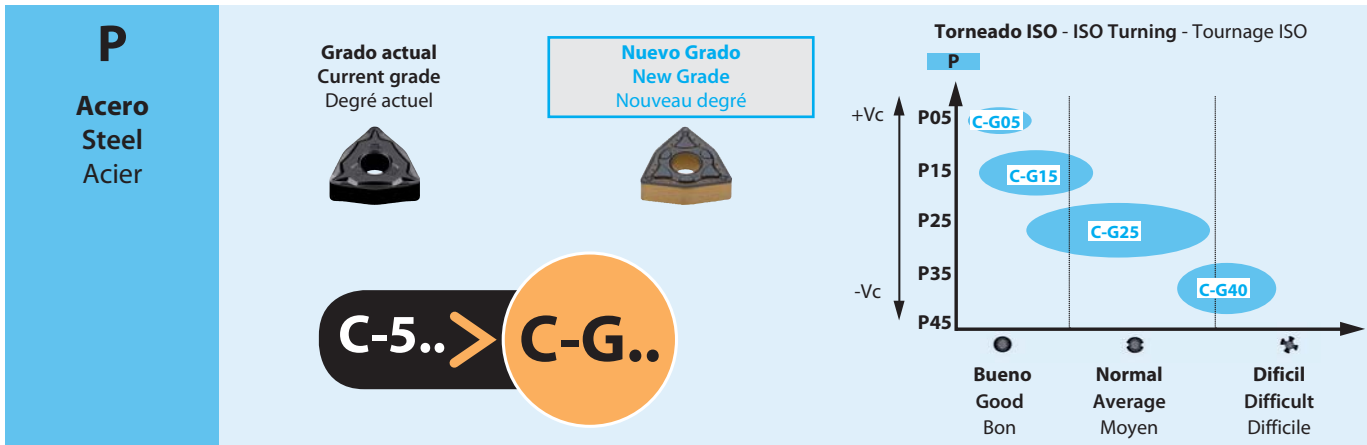 P
Acero
Steel
Acier
Grado actual
Current grade
Degré actuel
Nuevo Grado
New Grade
Nouveau degré
C-5.. > C-G..
Torneado ISO - ISO Turning - Tournage ISO
P
+Vc
-Vc
P05
P15
P25
P35
P45
C-G05
C-G15
C-G25
C-G40
Bueno
Good
Bon
Normal
Average
Moyen
Dificil
Difficult
Difficile